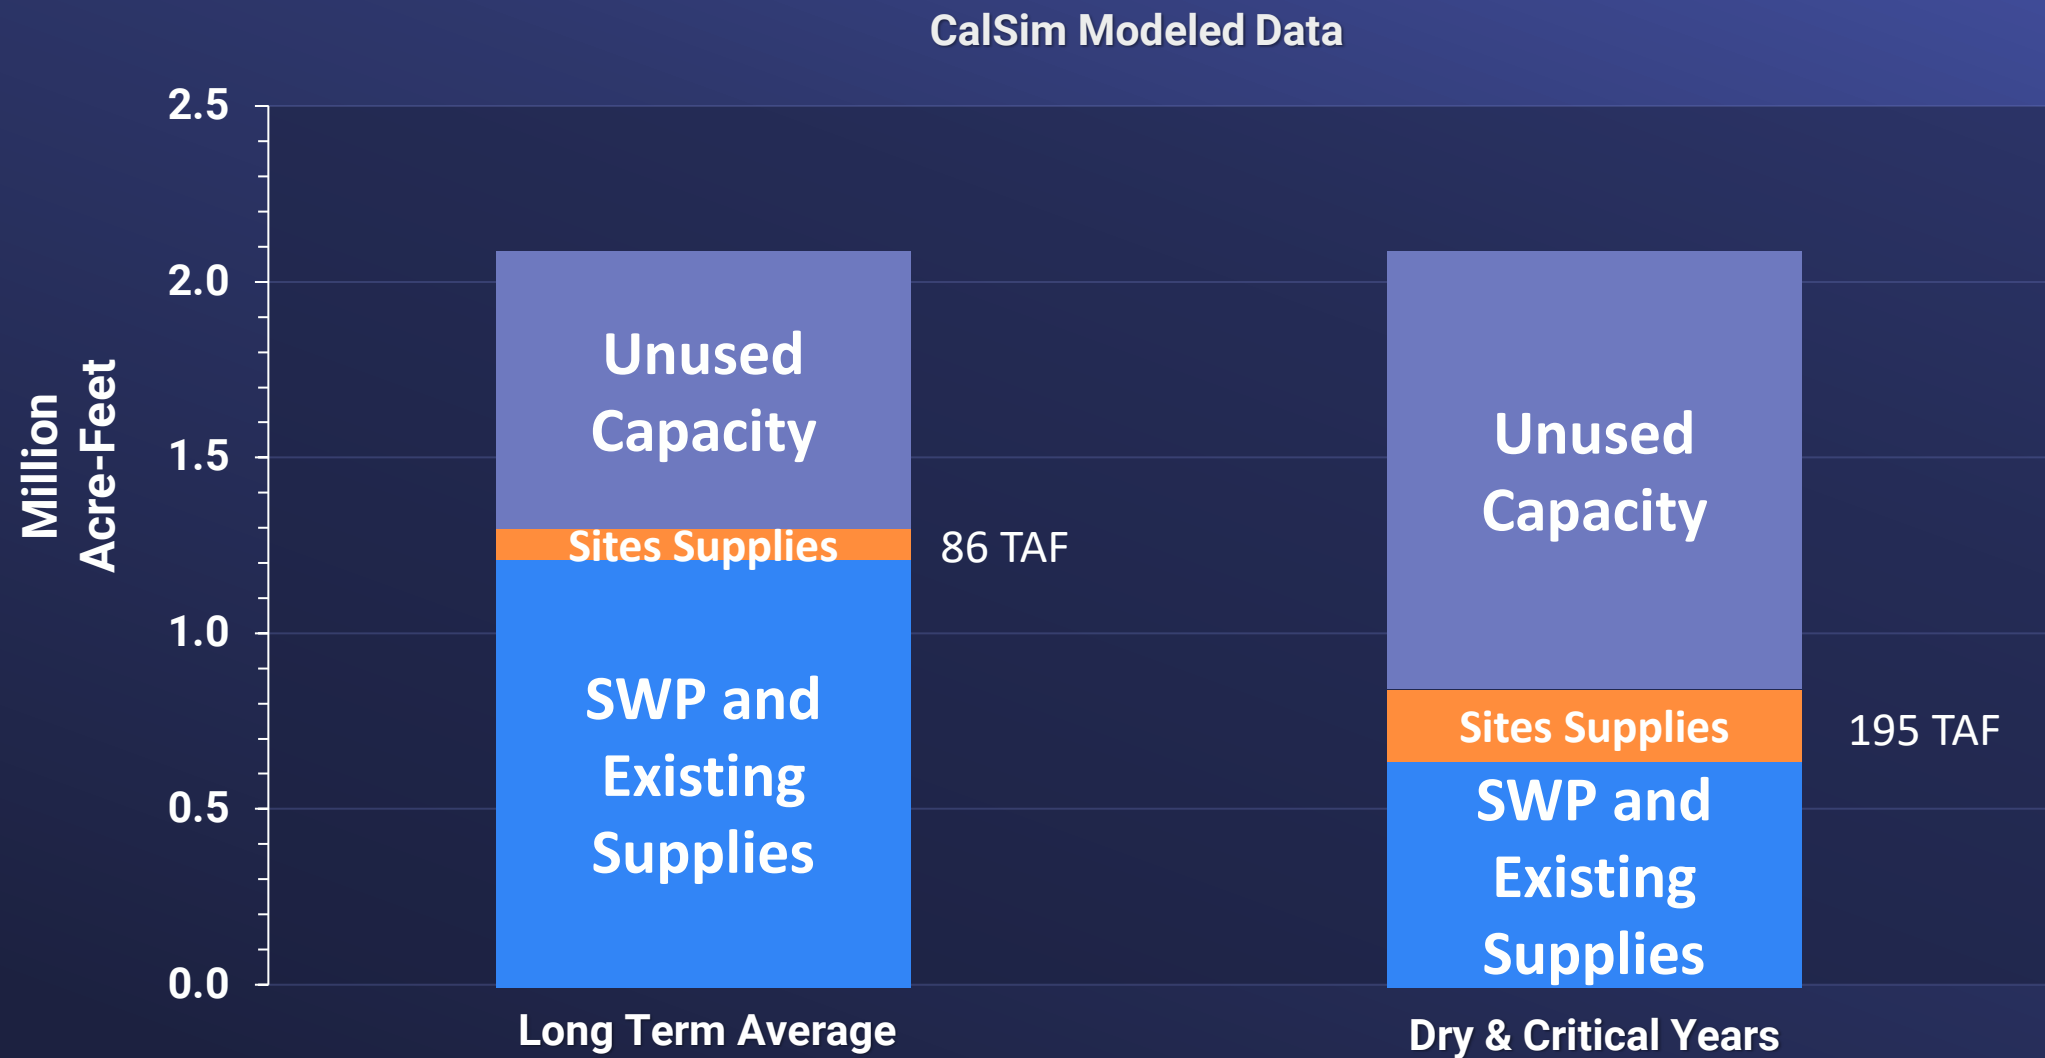 CalSim Modeled Data
Million
Acre-Feet
2.5
2.0
1.5
1.0
0.5
0.0
Unused
Capacity
Sites Supplies
86 TAF
SWP and
Existing
Supplies
Long Term Average
Unused
Capacity
Sites Supplies
195 TAF
SWP and
Existing
Supplies
Dry & Critical Years